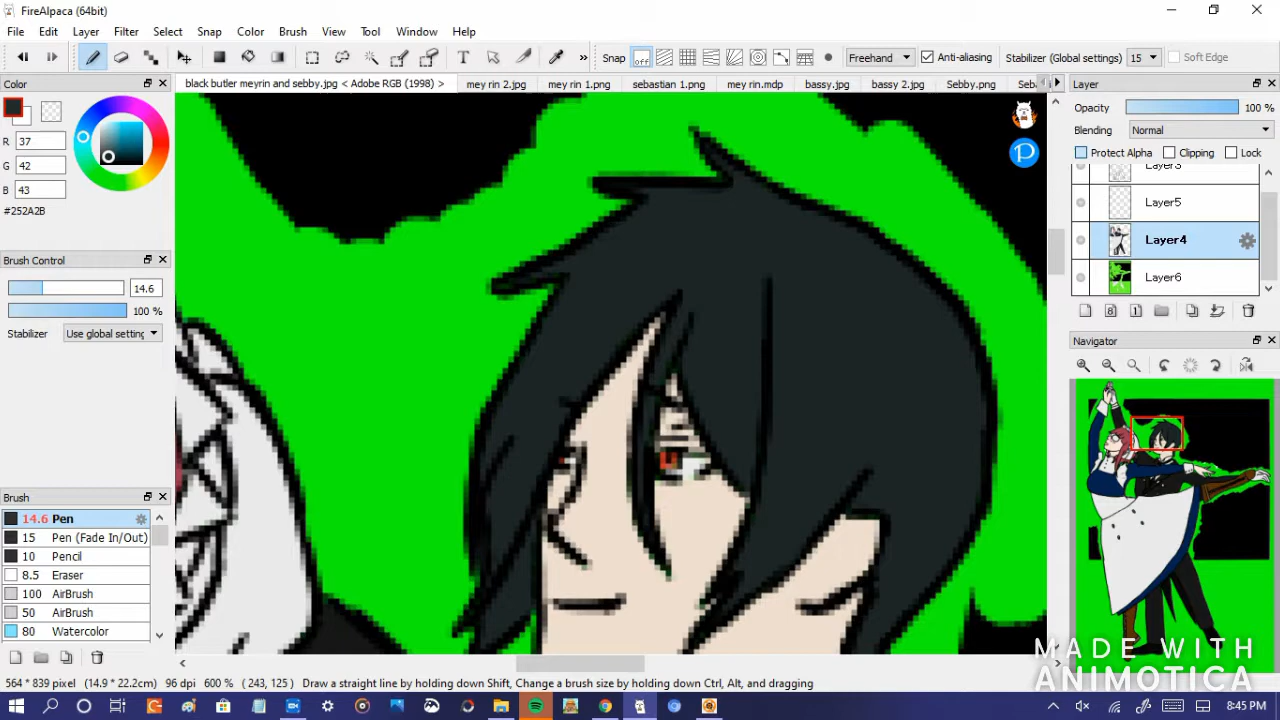 FireAlpaca (64bit)
File Edit Layer Filter Select Snap Color Brush View Tool Window Help
Snap off Freehand Anti-aliasing Stabilizer (Global settings) 15 Soft Edge
Color
black butler meyrin and sebby.jpg < Adobe RGB (1998) > mey rin 2.jpg mey rin 1.png sebastian 1.png mey rin.mdp bassy.jpg bassy 2.jpg Sebby.png
Layer
Opacity 100 %
Blending Normal
Protect Alpha Clipping Lock
R 37
G 42
B 43
#252A2B
Layer5
Layer4
Layer6
Brush Control
14.6
100 %
Stabilizer Use global setting
Navigator
Brush
14.6 Pen
15 Pen (Fade In/Out)
10 Pencil
8.5 Eraser
100 AirBrush
50 AirBrush
80 Watercolor
564 * 839 pixel (14.9 * 22.2cm) 96 dpi 600 % ( 243, 125 ) Draw a straight line by holding down Shift, Change a brush size by holding down Ctrl, Alt, and dragging
MADE WITH
ANIMOTICA
8:45 PM